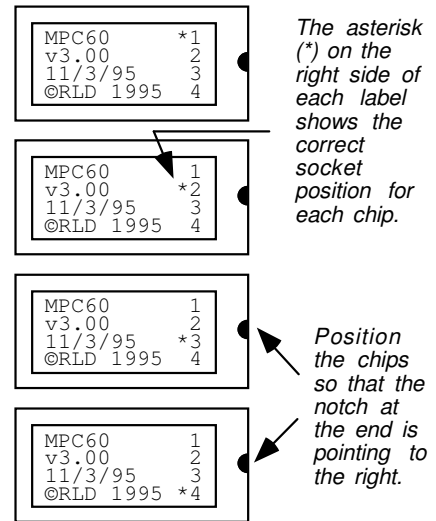 MPC60 *1
v3.00 2
11/3/95 3
©RLD 1995 4
The asterisk
(*) on the
right side of
each label
shows the
correct
socket
position for
each chip.
MPC60 1
v3.00 *2
11/3/95 3
©RLD 1995 4
MPC60 1
v3.00 2
11/3/95 *3
©RLD 1995 4
Position
the chips
so that the
notch at
the end is
pointing to
the right.
MPC60 1
v3.00 2
11/3/95 3
©RLD 1995 *4